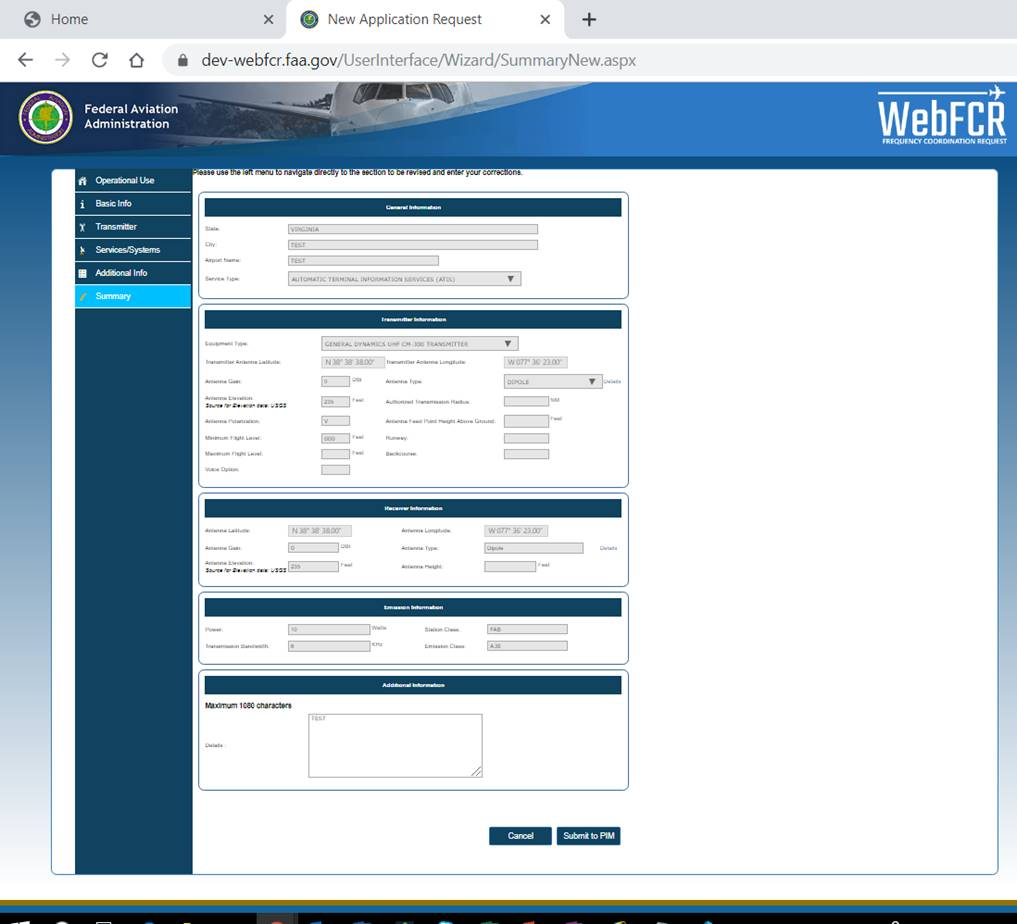 Home
New Application Request
dev-webfcr.faa.gov/UserInterface/Wizard/SummaryNew.aspx
Federal Aviation
Administration
WebFCR
FREQUENCY COORDINATION REQUEST
Please use the left menu to navigate directly to the section to be revised and enter your corrections.
Operational Use
Basic Info
Transmitter
Services/Systems
Additional Info
Summary
General Information
State: VIRGINIA
City: TEST
Airport Name: TEST
Service Type: AUTOMATIC TERMINAL INFORMATION SERVICES (ATIS)
Transmitter Information
Equipment Type: GENERAL DYNAMICS UHF CM-300 TRANSMITTER
Transmitter Antenna Latitude: N 38° 38' 38.00" Transmitter Antenna Longitude: W 077° 36' 23.00"
Antenna Gain: 0 DBI Antenna Type: DIPOLE Details
Antenna Elevation: 235 Feet Authorized Transmission Radius: NM
Source for Elevation data: USGS
Antenna Polarization: V Antenna Feed Point Height Above Ground: Feet
Minimum Flight Level: 000 Feet Runway:
Maximum Flight Level: Feet Backcourse:
Voice Option:
Receiver Information
Antenna Latitude: N 38° 38' 38.00" Antenna Longitude: W 077° 36' 23.00"
Antenna Gain: 0 DBI Antenna Type: Dipole Details
Antenna Elevation: 235 Feet Antenna Height: Feet
Source for Elevation data: USGS
Emission Information
Power: 10 Watts Station Class: FAB
Transmission Bandwidth: 6 KHz Emission Class: A3E
Additional Information
Maximum 1080 characters
Details : TEST
Cancel Submit to PIM